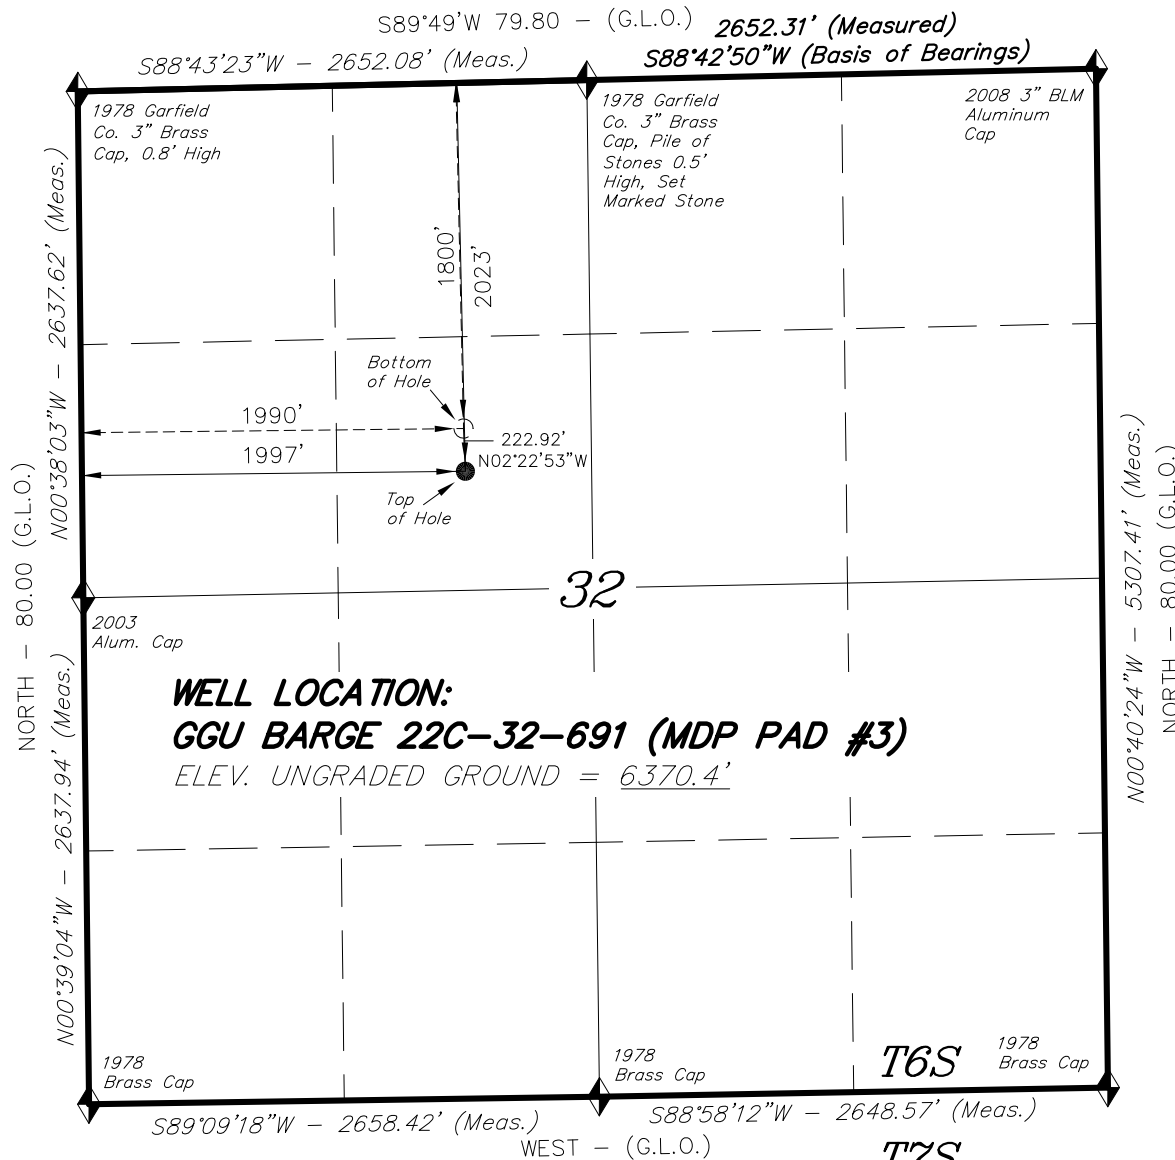 S89°49'W 79.80 - (G.L.O.)
2652.31' (Measured)
S88°42'50"W (Basis of Bearings)
S88°43'23"W - 2652.08' (Meas.)
1978 Garfield
Co. 3" Brass
Cap, 0.8' High
1978 Garfield
Co. 3" Brass
Cap, Pile of
Stones 0.5'
High, Set
Marked Stone
2008 3" BLM
Aluminum
Cap
N00°38'03"W - 2637.62' (Meas.)
1800'
2023'
Bottom
of Hole
1990'
1997'
222.92'
N02°22'53"W
Top
of Hole
NORTH - 80.00 (G.L.O.)
N00°40'24"W - 5307.41' (Meas.)
NORTH - 80.00 (G.L.O.)
32
2003
Alum. Cap
WELL LOCATION:
GGU BARGE 22C-32-691 (MDP PAD #3)
ELEV. UNGRADED GROUND = 6370.4'
N00°39'04"W - 2637.94' (Meas.)
1978
Brass Cap
1978
Brass Cap
T6S
1978
Brass Cap
S89°09'18"W - 2658.42' (Meas.)
S88°58'12"W - 2648.57' (Meas.)
WEST - (G.L.O.)
T7S